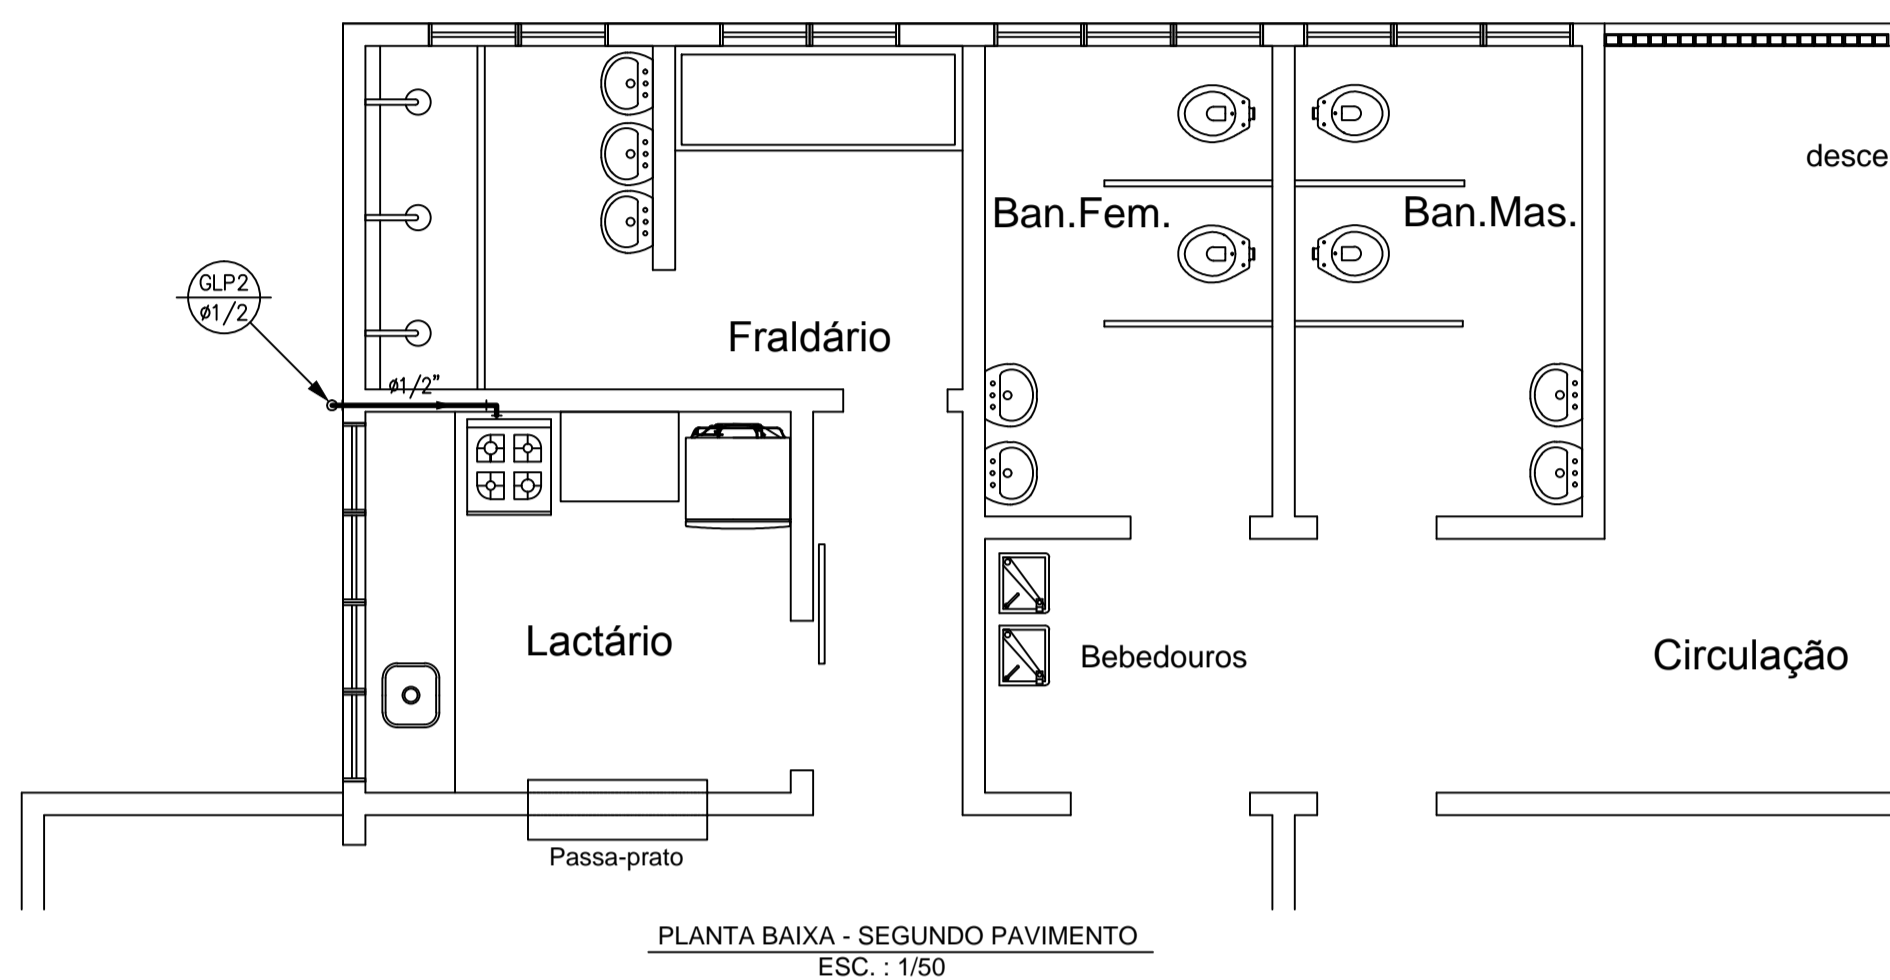 desce
Ban.Fem.
Ban.Mas.
GLP2
ø1/2
Fraldário
ø1/2"
Lactário
Bebedouros
Circulação
Passa-prato
PLANTA BAIXA - SEGUNDO PAVIMENTO
ESC. : 1/50